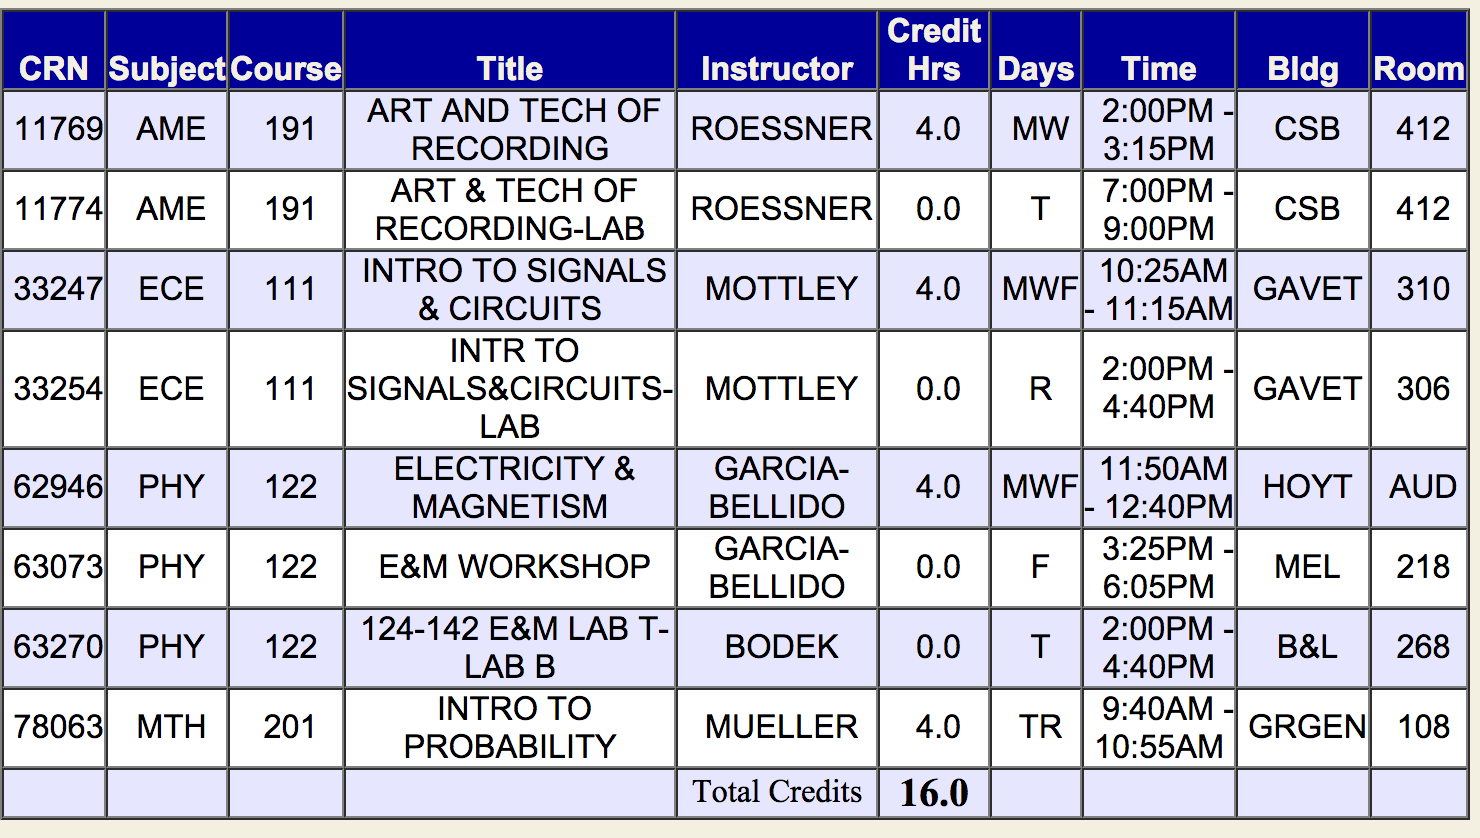 CRN Subject Course Title Instructor Credit Hrs Days Time Bldg Room
11769 AME 191 ART AND TECH OF RECORDING ROESSNER 4.0 MW 2:00PM - 3:15PM CSB 412
11774 AME 191 ART & TECH OF RECORDING-LAB ROESSNER 0.0 T 7:00PM - 9:00PM CSB 412
33247 ECE 111 INTRO TO SIGNALS & CIRCUITS MOTTLEY 4.0 MWF 10:25AM - 11:15AM GAVET 310
33254 ECE 111 INTR TO SIGNALS&CIRCUITS-LAB MOTTLEY 0.0 R 2:00PM - 4:40PM GAVET 306
62946 PHY 122 ELECTRICITY & MAGNETISM GARCIA-BELLIDO 4.0 MWF 11:50AM - 12:40PM HOYT AUD
63073 PHY 122 E&M WORKSHOP GARCIA-BELLIDO 0.0 F 3:25PM - 6:05PM MEL 218
63270 PHY 122 124-142 E&M LAB T-LAB B BODEK 0.0 T 2:00PM - 4:40PM B&L 268
78063 MTH 201 INTRO TO PROBABILITY MUELLER 4.0 TR 9:40AM - 10:55AM GRGEN 108
Total Credits 16.0